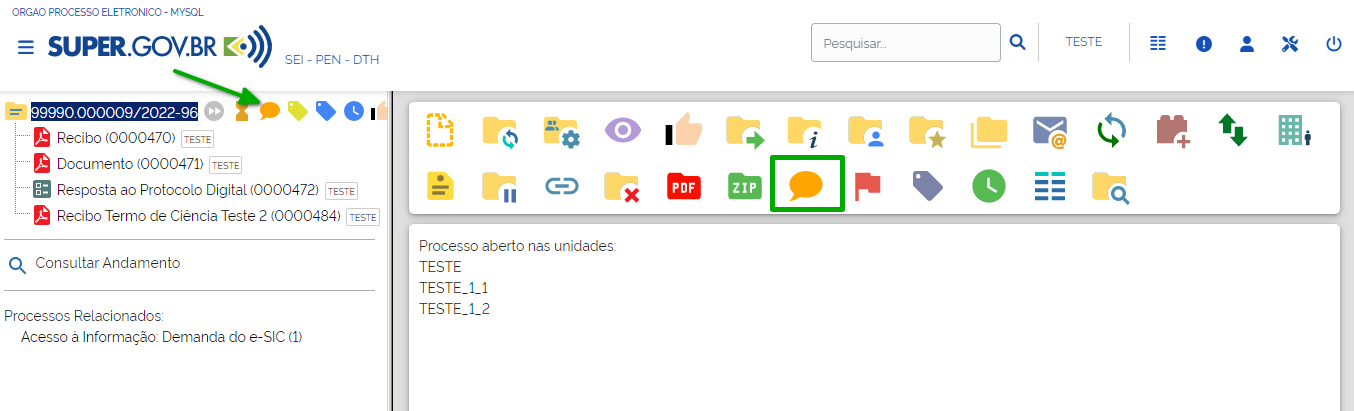 ORGAO PROCESSO ELETRONICO - MYSQL
SUPER.GOV.BR
SEI - PEN - DTH
Pesquisar...
TESTE
99990.000009/2022-96
Recibo (0000470) TESTE
Documento (0000471) TESTE
Resposta ao Protocolo Digital (0000472) TESTE
Recibo Termo de Ciência Teste 2 (0000484) TESTE
Consultar Andamento
Processos Relacionados:
Acesso à Informação: Demanda do e-SIC (1)
PDF
ZIP
Processo aberto nas unidades:
TESTE
TESTE_1_1
TESTE_1_2